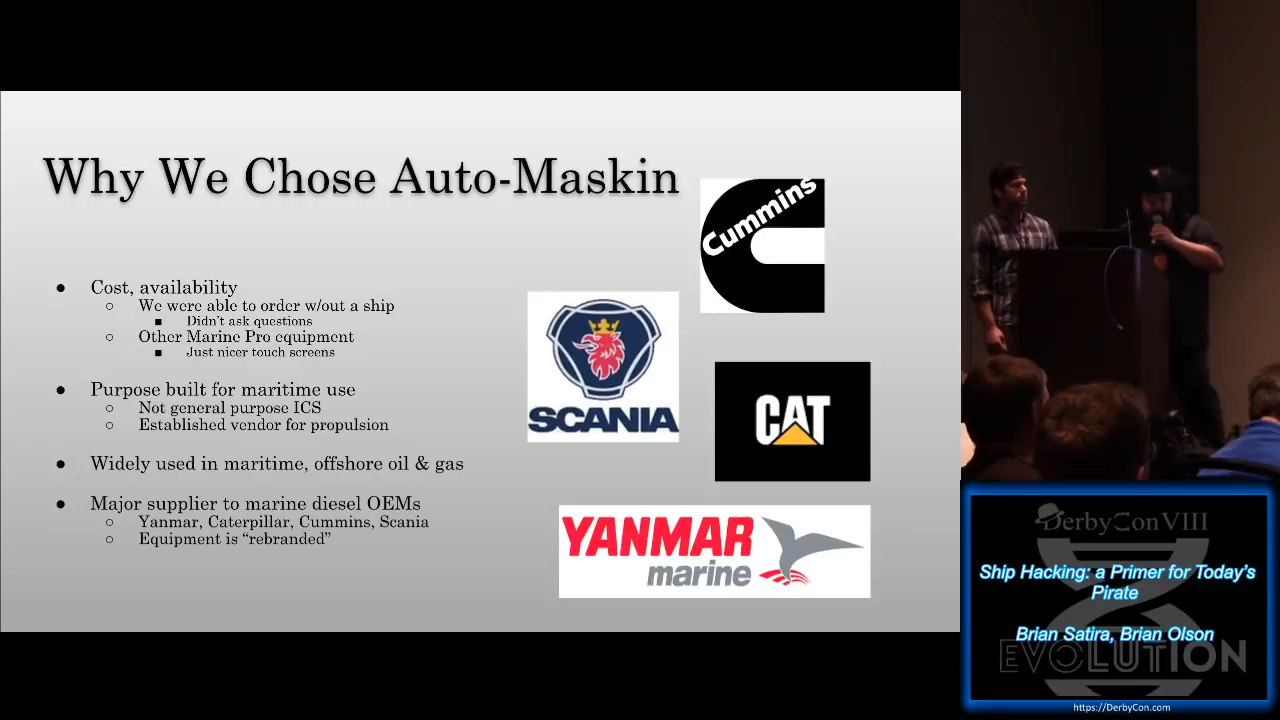 Why We Chose Auto-Maskin
● Cost, availability
○ We were able to order w/out a ship
■ Didn't ask questions
○ Other Marine Pro equipment
■ Just nicer touch screens
● Purpose built for maritime use
○ Not general purpose ICS
○ Established vendor for propulsion
● Widely used in maritime, offshore oil & gas
● Major supplier to marine diesel OEMs
○ Yanmar, Caterpillar, Cummins, Scania
○ Equipment is “rebranded”
Cummins
SCANIA
CAT
YANMAR
marine
DerbyCon VIII
Ship Hacking: a Primer for Today's
Pirate
Brian Satira, Brian Olson
EVOLUTION
https://DerbyCon.com